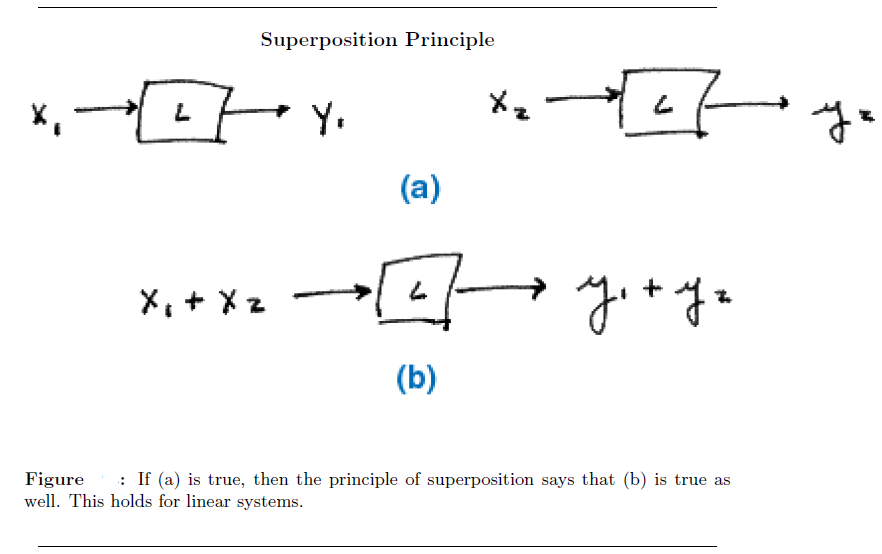 Superposition Principle
x₁ → L → y₁    x₂ → L → y₂
(a)
x₁ + x₂ → L → y₁ + y₂
(b)
Figure : If (a) is true, then the principle of superposition says that (b) is true as
well. This holds for linear systems.